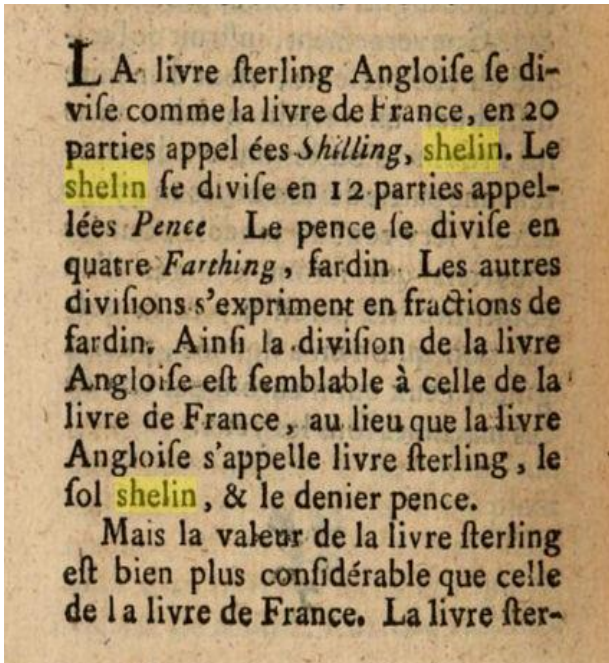 LA livre ſterling Angloiſe ſe di-
viſe comme la livre de France, en 20
parties appel ées Shilling, shelin. Le
shelin ſe diviſe en 12 parties appel-
lées Pence Le pence ſe diviſe en
quatre Farthing, fardin. Les autres
diviſions s'expriment en fractions de
fardin. Ainſi la diviſion de la livre
Angloiſe eſt ſemblable à celle de la
livre de France, au lieu que la livre
Angloiſe s'appelle livre ſterling, le
ſol shelin, & le denier pence.
Mais la valeur de la livre ſterling
eſt bien plus conſidérable que celle
de la livre de France. La livre ſter-